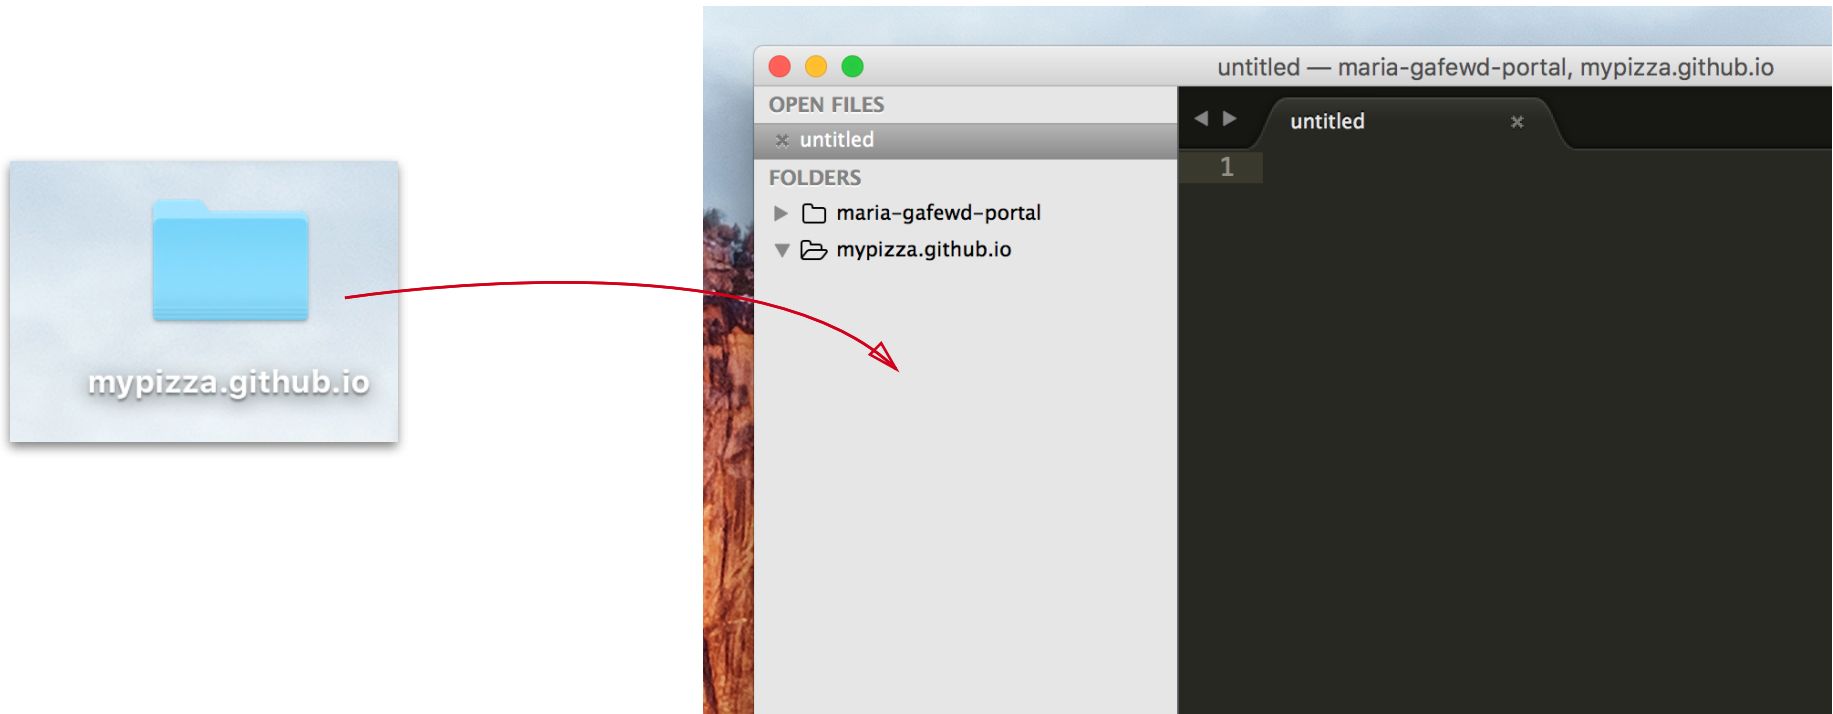 mypizza.github.io
untitled — maria-gafewd-portal, mypizza.github.io
OPEN FILES
untitled
FOLDERS
maria-gafewd-portal
mypizza.github.io
untitled
1